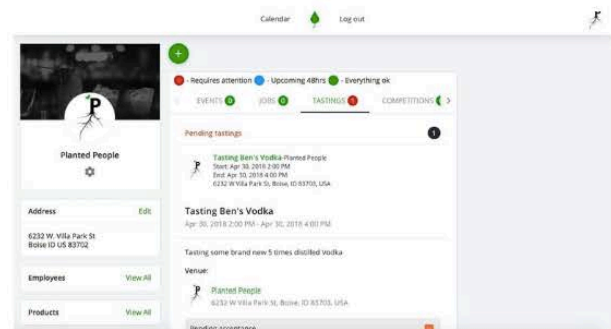 Calendar
Log out
Planted People
Address Edit
6232 W. Villa Park St
Boise ID US 83702
Employees View All
Products View All
+
- Requires attention - Upcoming 48hrs - Everything ok
EVENTS 0 JOBS 0 TASTINGS 1 COMPETITIONS
Pending tastings 1
Tasting Ben's Vodka-Planted People
Start: Apr 30, 2018 2:00 PM
End: Apr 30, 2018 4:00 PM
6232 W Villa Park St, Boise, ID 83703, USA
Tasting Ben's Vodka
Apr 30, 2018 2:00 PM - Apr 30, 2018 4:00 PM
Tasting some brand new 5 times distilled Vodka
Venue:
Planted People
6232 W Villa Park St, Boise, ID 83703, USA
Pending acceptance